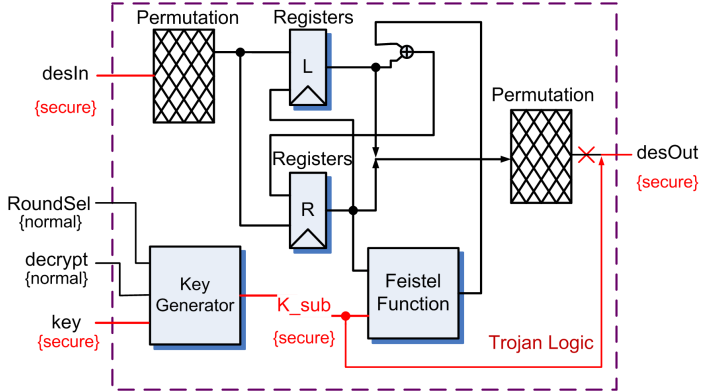 Permutation
Registers
desIn
{secure}
L
Permutation
Registers
R
desOut
{secure}
RoundSel
{normal}
decrypt
{normal}
key
{secure}
Key
Generator
K_sub
{secure}
Feistel
Function
Trojan Logic